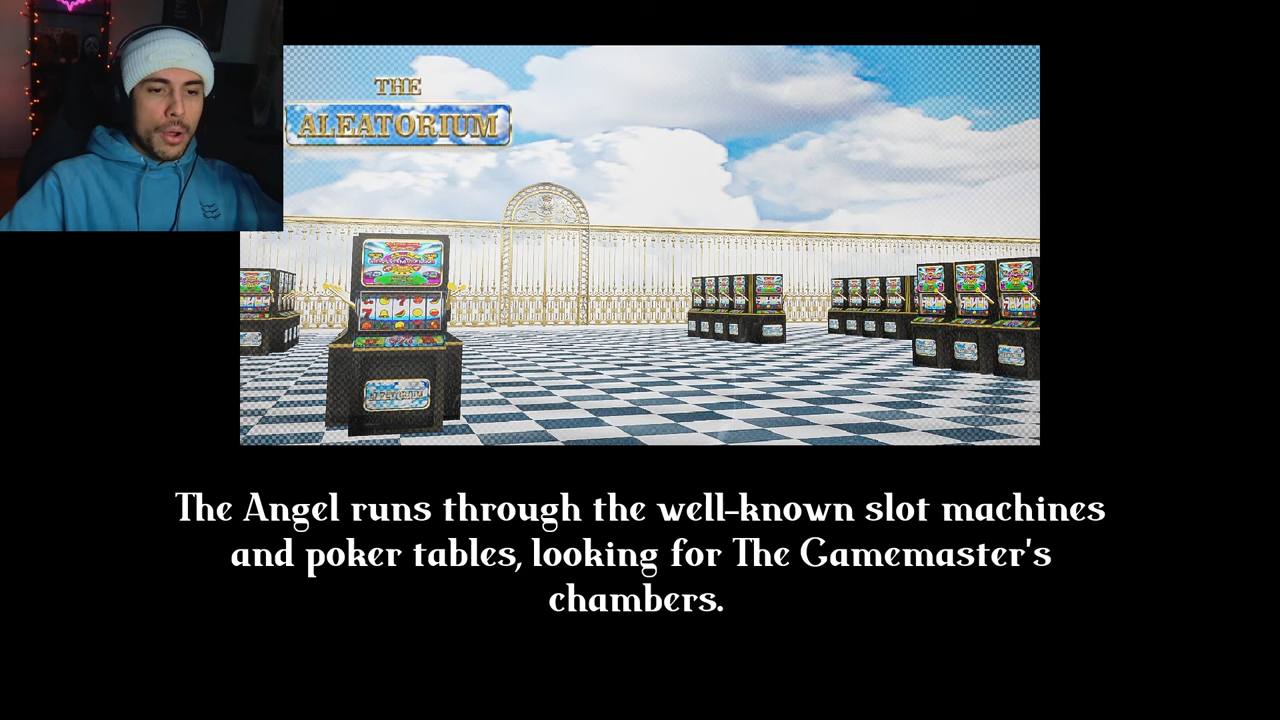 THE
ALEATORIUM
The Angel runs through the well-known slot machines
and poker tables, looking for The Gamemaster's
chambers.